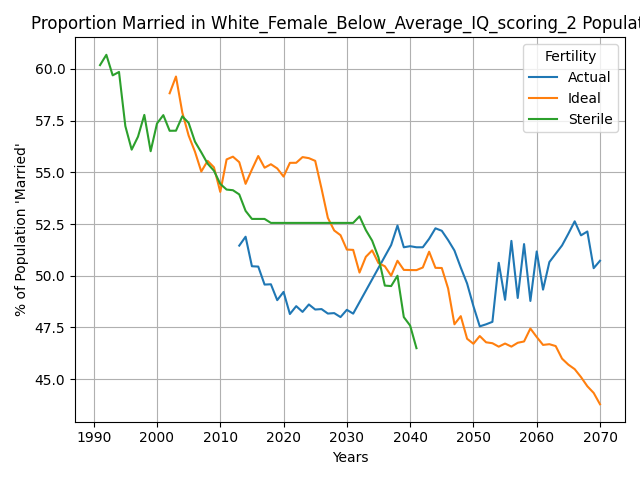 Proportion Married in White_Female_Below_Average_IQ_scoring_2 Populat
% of Population 'Married'
60.0
57.5
55.0
52.5
50.0
47.5
45.0
Fertility
Actual
Ideal
Sterile
1990 2000 2010 2020 2030 2040 2050 2060 2070
Years